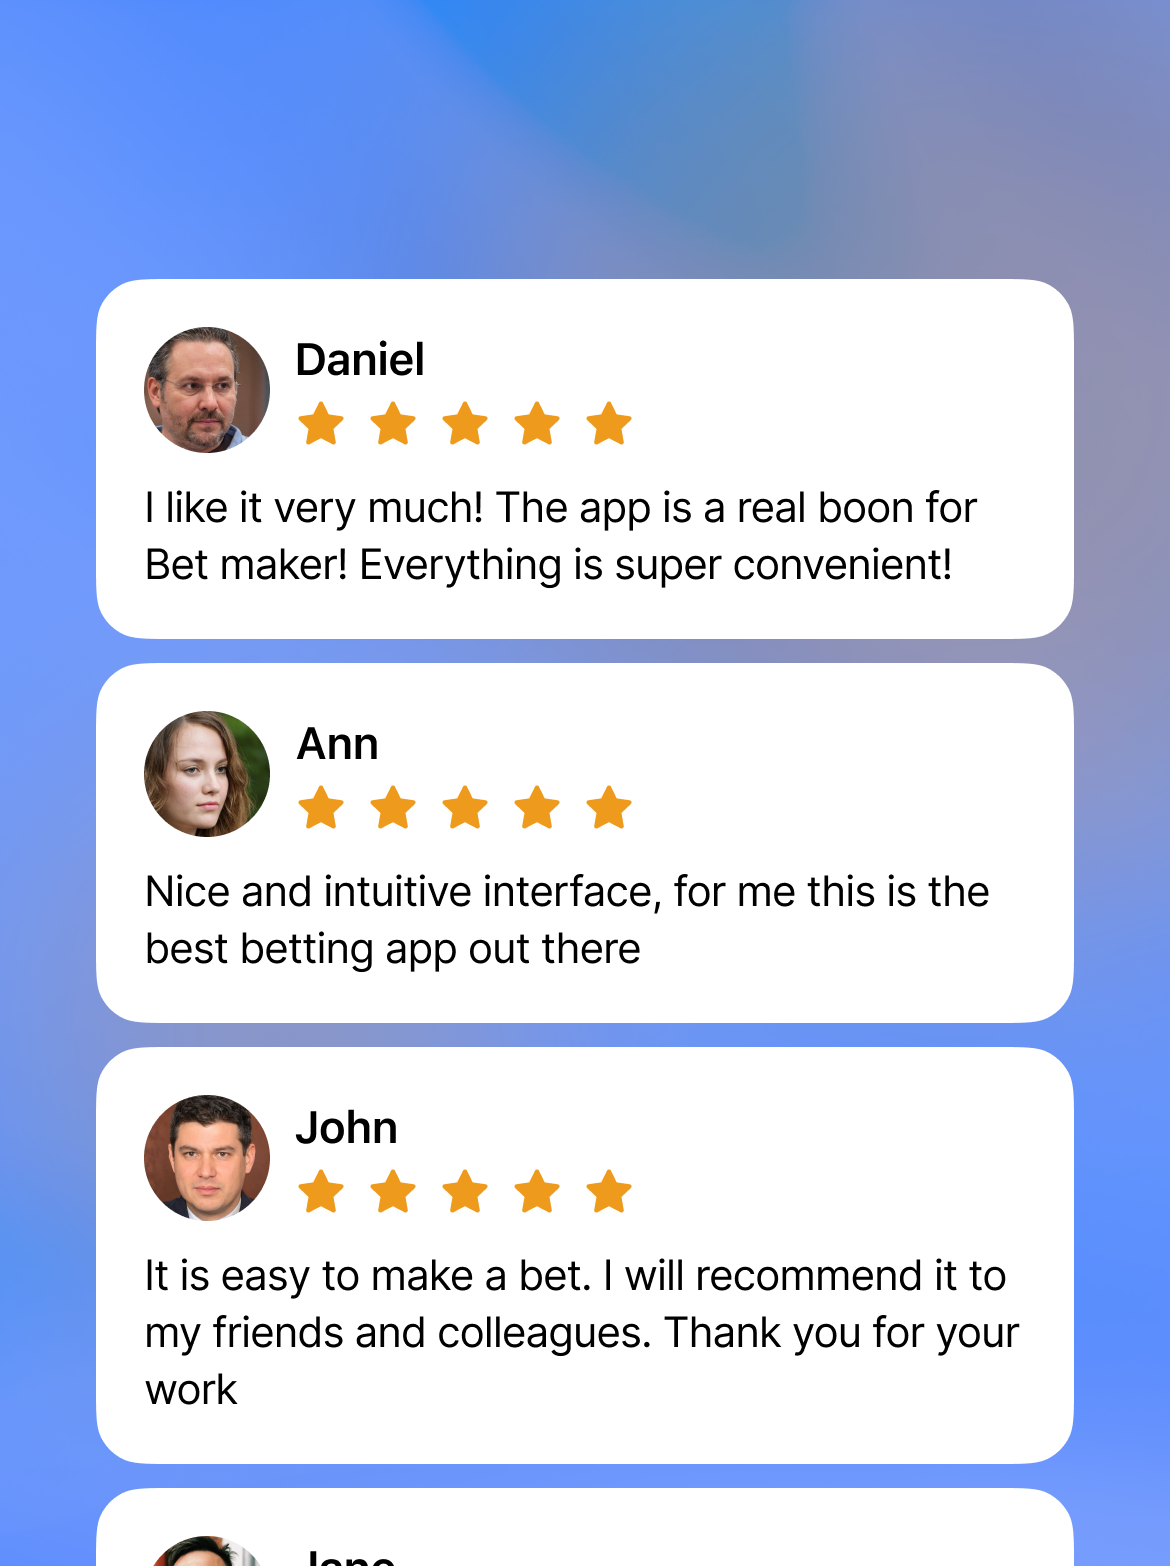 Daniel
I like it very much! The app is a real boon for
Bet maker! Everything is super convenient!
Ann
Nice and intuitive interface, for me this is the
best betting app out there
John
It is easy to make a bet. I will recommend it to
my friends and colleagues. Thank you for your
work